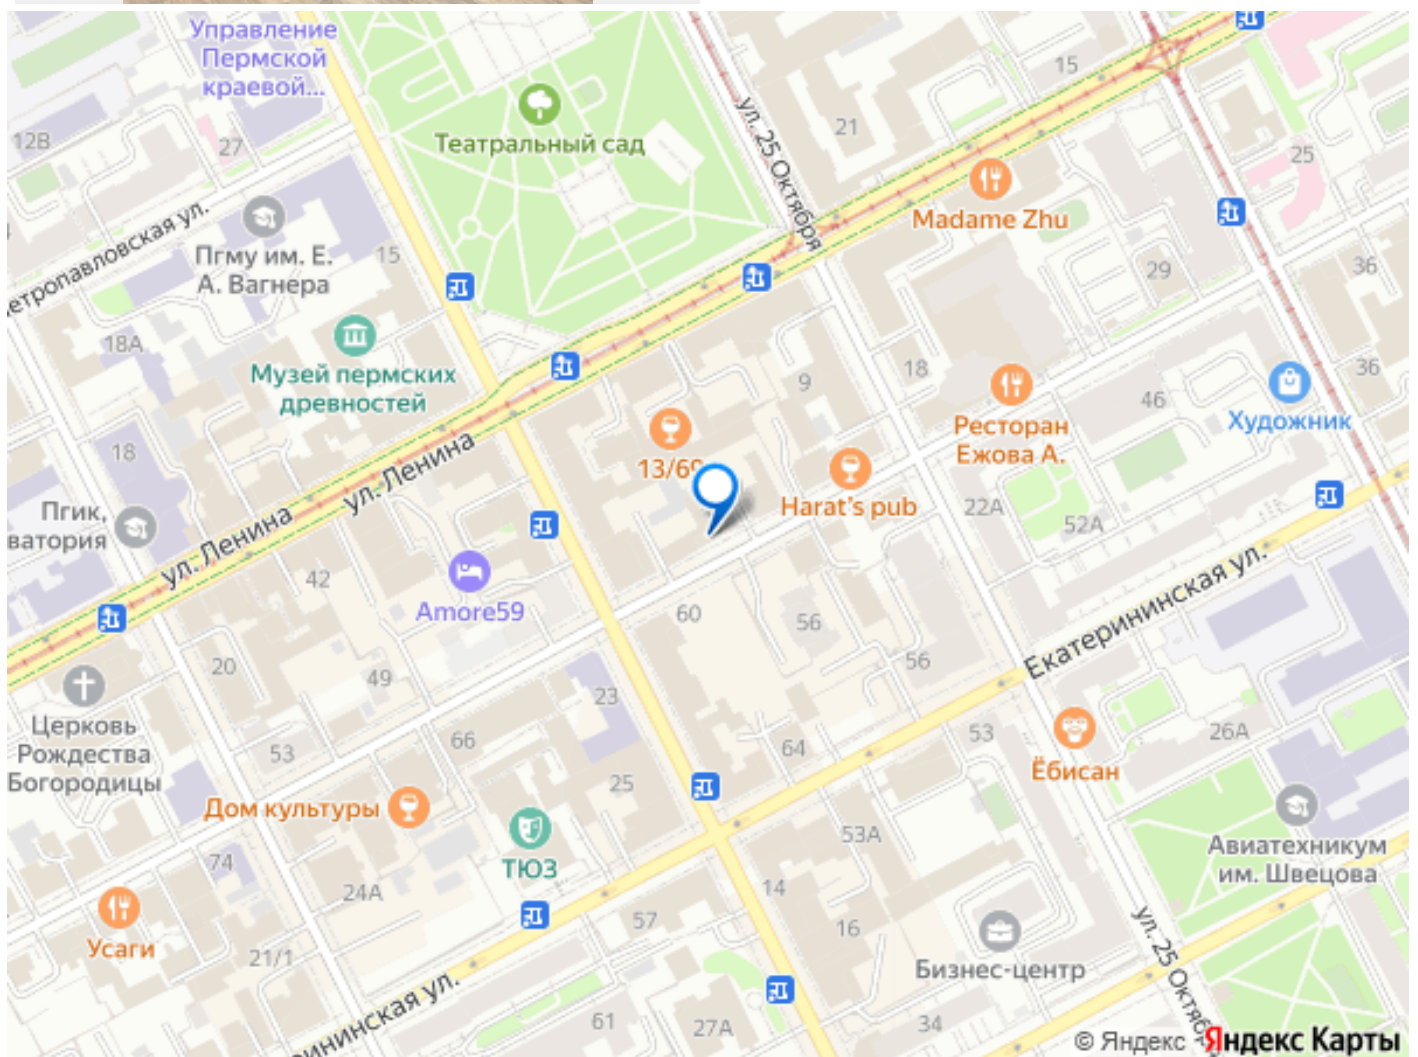 Управление
Пермской
краевой...
15
12В
27
Театральный сад
ул. 25 Октября
21
25
Madame Zhu
етропавловская ул.
Пгму им. Е.
А. Вагнера
15
29
36
18А
Музей пермских
древностей
9
18
36
46
Художник
Ресторан
Ежова А.
18
ул. Ленина
13/69
Harat's pub
22А
52А
Пгик,
ватория
ул. Ленина
42
Amore59
60
56
56
Екатерининская ул.
20
49
23
Церковь
Рождества
Богородицы
53
66
64
53
26А
Ёбисан
25
Дом культуры
ТЮЗ
53А
Авиатехникум
им. Швецова
74
24А
14
Усаги
57
16
21/1
Бизнес-центр
ул. 25 Октября
рининская ул.
61
27А
34
© Яндекс Яндекс Карты